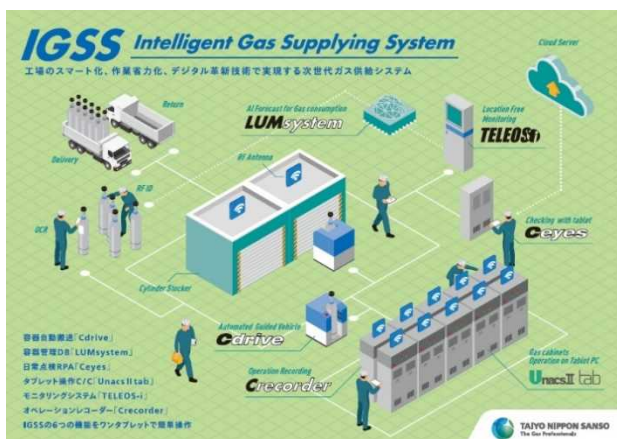 IGSS Intelligent Gas Supplying System
工場のスマート化、作業省力化、デジタル革新技術で実現する次世代ガス供給システム
Cloud Server
Return
AI Forecast for Gas consumption
LUMsystem
Location Free
Monitoring
TELEOSi
Delivery
RF Antenna
RF ID
OCR
Checking with tablet
Ceyes
Cylinder Stocker
Automated Guided Vehicle
Cdrive
Operation Recording
Crecorder
Gas cabinets
Operation on Tablet PC
UnacsII tab
容器自動搬送「Cdrive」
容器管理DB「LUMsystem」
日常点検RPA「Ceyes」
タブレット操作C/C「UnacsIItab」
モニタリングシステム「TELEOS-i」
オペレーションレコーダー「Crecorder」
IGSSの6つの機能をワンタブレットで簡単操作
TAIYO NIPPON SANSO
The Gas Professionals